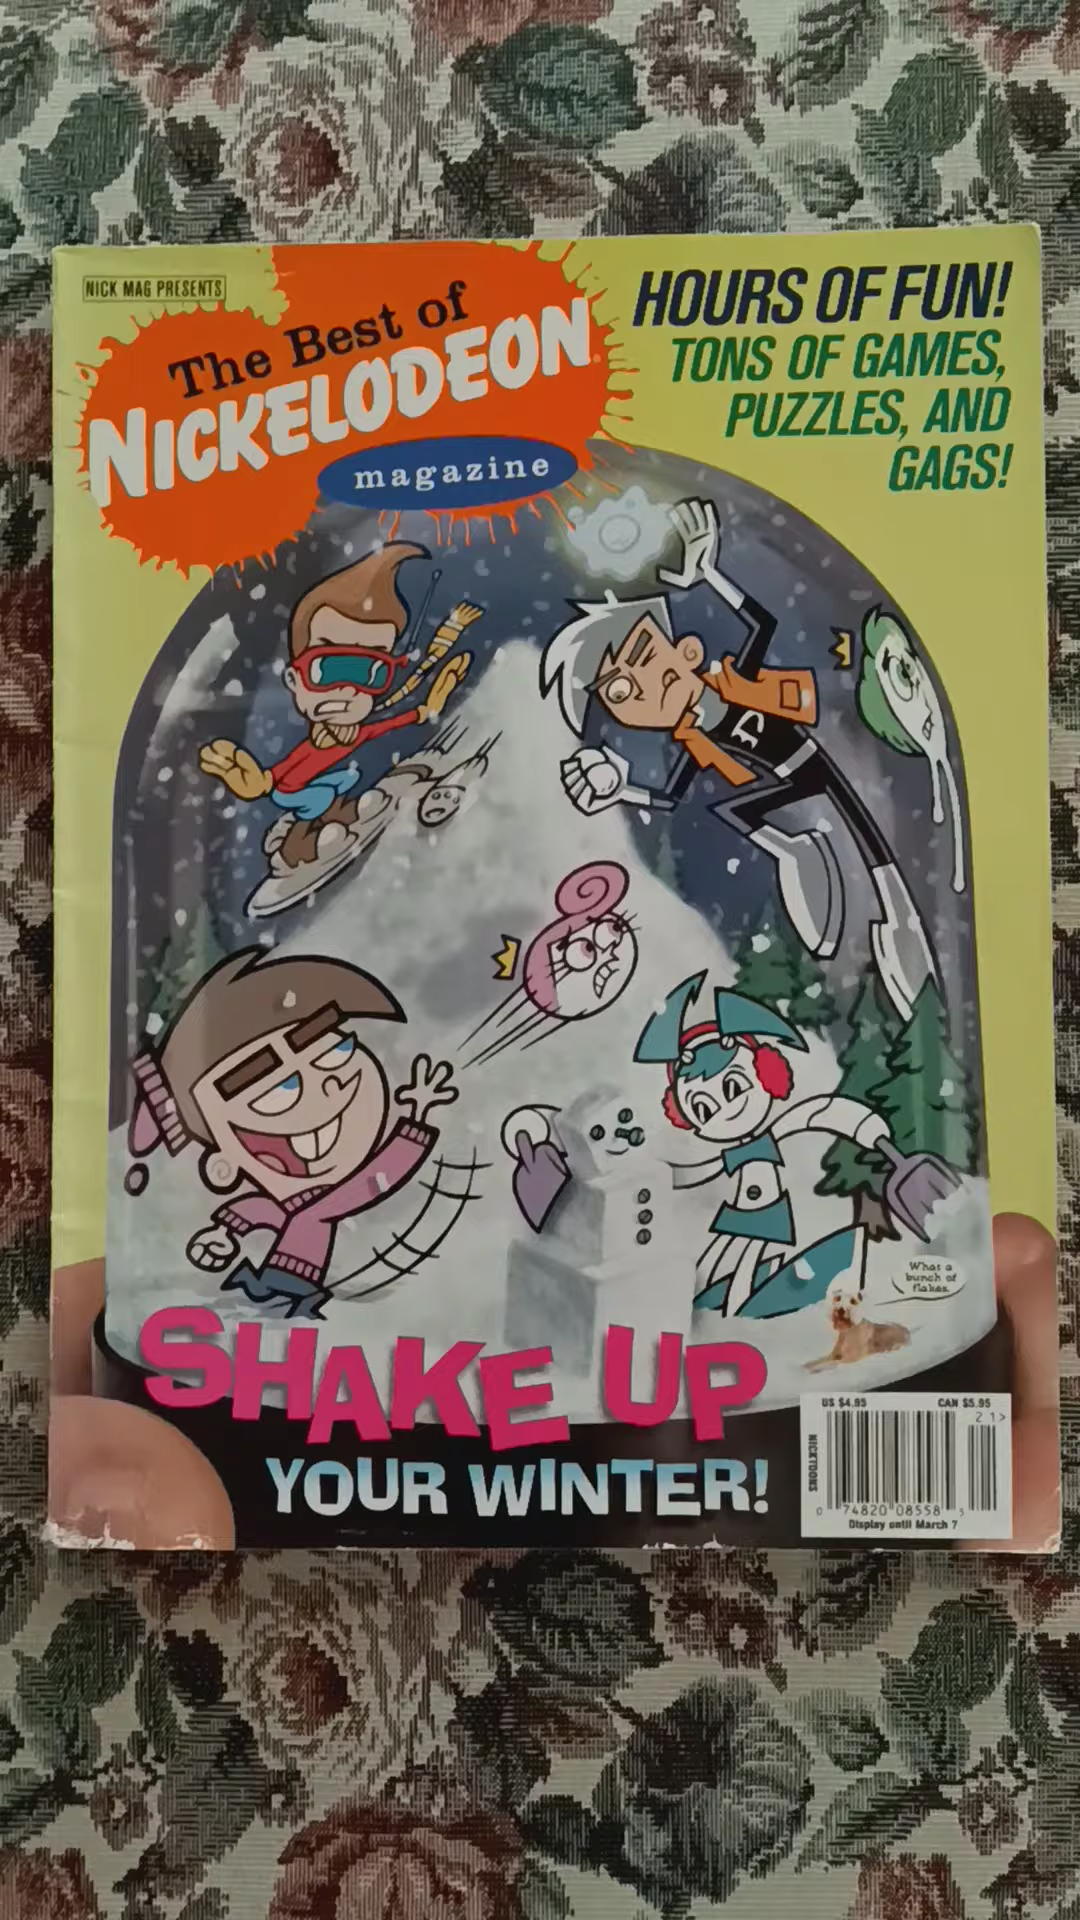 NICK MAG PRESENTS
The Best of
NICKELODEON
magazine
HOURS OF FUN!
TONS OF GAMES,
PUZZLES, AND
GAGS!
What a
bunch of
flakes.
SHAKE UP
YOUR WINTER!
US $4.95 CAN $5.95
21>
NICKTOONS
0 74820 08558 5
Display until March 7